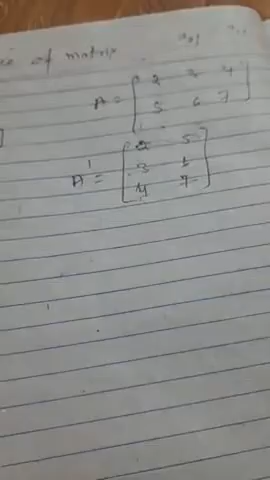 of matrix
A = [ 2 3 4
5 6 7 ]
A' = [ 2 5
3 6
4 7 ]